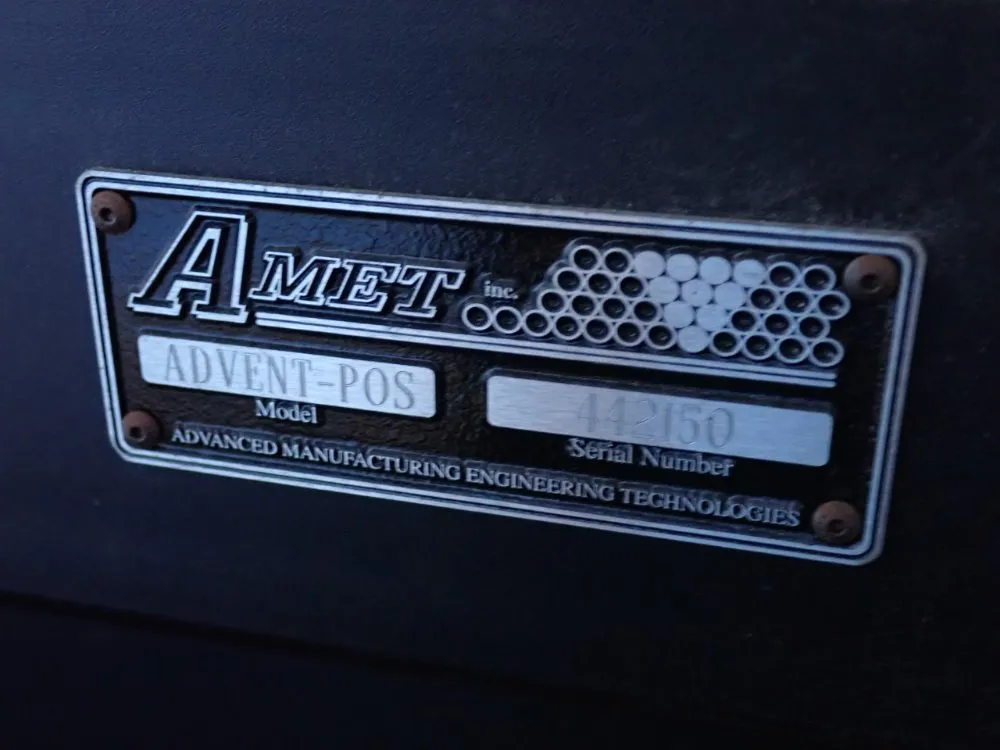 AMET inc.
ADVENT-POS
Model
442150
Serial Number
ADVANCED MANUFACTURING ENGINEERING TECHNOLOGIES